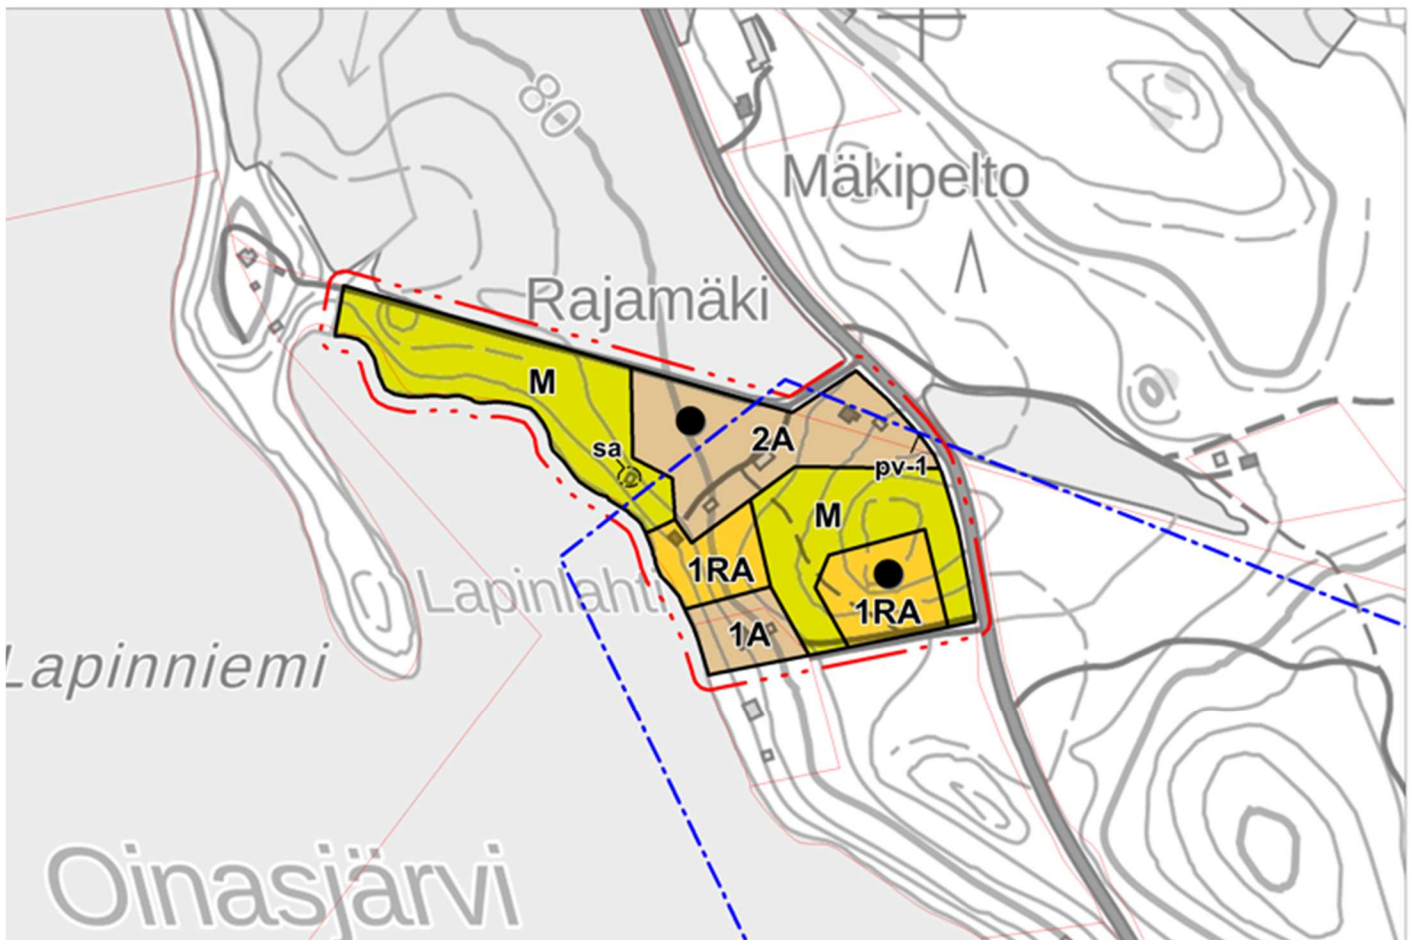 80
Mäkipelto
Rajamäki
M
2A
sa
pv-1
M
1RA
Lapinlahti
1RA
1A
Lapinniemi
Oinasjärvi